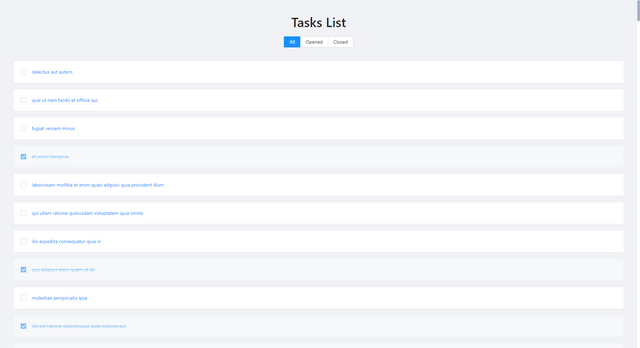 Tasks List
All Opened Closed
delectus aut autem
quis ut nam facilis et officia qui
fugiat veniam minus
et porro tempora
laboriosam mollitia et enim quasi adipisci quia provident illum
qui ullam ratione quibusdam voluptatem quia omnis
illo expedita consequatur quia in
quo adipisci enim quam ut ab
molestiae perspiciatis ipsa
illo est ratione doloremque quia maiores aut